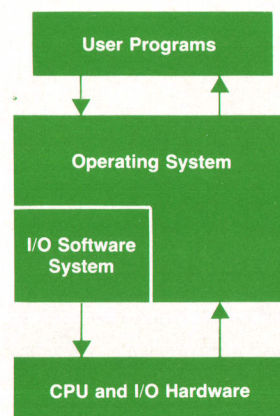 User Programs
Operating System
I/O Software
System
CPU and I/O Hardware